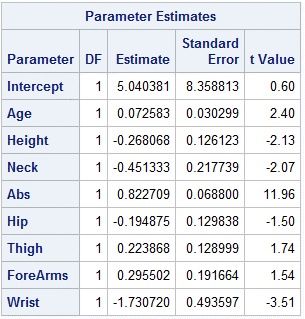 Parameter Estimates
Parameter DF Estimate Standard Error t Value
Intercept 1 5.040381 8.358813 0.60
Age 1 0.072583 0.030299 2.40
Height 1 -0.268068 0.126123 -2.13
Neck 1 -0.451333 0.217739 -2.07
Abs 1 0.822709 0.068800 11.96
Hip 1 -0.194875 0.129838 -1.50
Thigh 1 0.223868 0.128999 1.74
ForeArms 1 0.295502 0.191664 1.54
Wrist 1 -1.730720 0.493597 -3.51